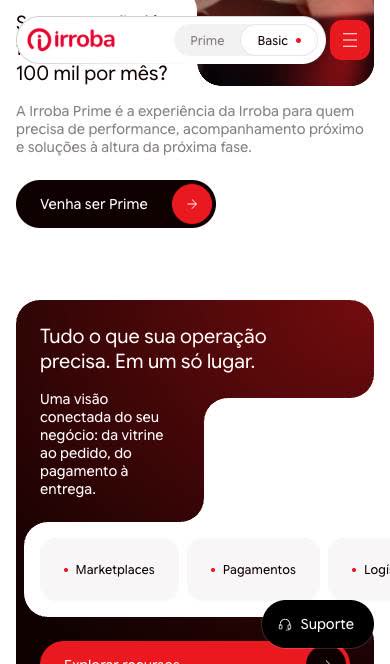 irroba
Prime
Basic
100 mil por mês?
A Irroba Prime é a experiência da Irroba para quem
precisa de performance, acompanhamento próximo
e soluções à altura da próxima fase.
Venha ser Prime
Tudo o que sua operação
precisa. Em um só lugar.
Uma visão
conectada do seu
negócio: da vitrine
ao pedido, do
pagamento à
entrega.
Marketplaces
Pagamentos
Suporte
Explorar recursos